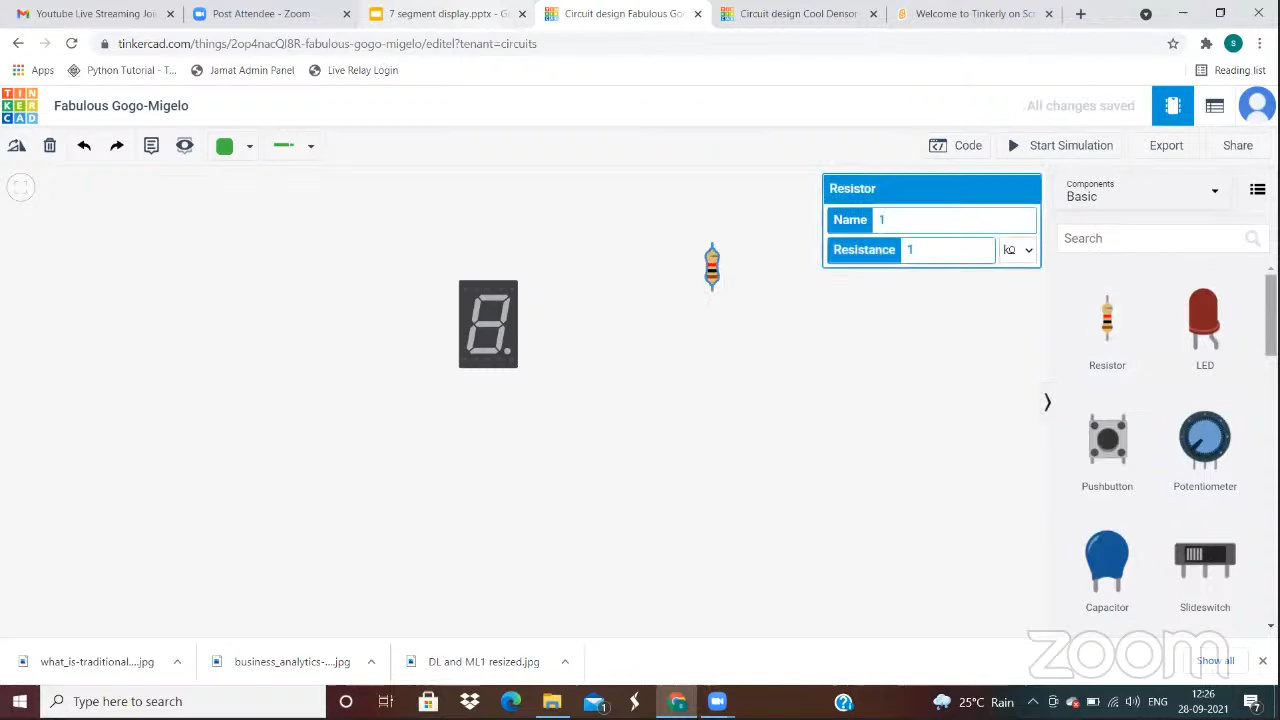 Youtube Live Streaming Join
Post Attendee - Zoom
7 segment display.pptx - G
Circuit design Fabulous Go
Circuit design Cool Densor
Welcome to Tinkerly on Sc
tinkercad.com/things/2op4nacQI8R-fabulous-gogo-migelo/editel?tenant=circuits
S
Apps
Python Tutorial - T...
Jamat Admin Panel
Live Relay Login
Reading list
TIN
KER
CAD
Fabulous Gogo-Migelo
All changes saved
Code
Start Simulation
Export
Share
Resistor
Name 1
Resistance 1 kΩ
Components
Basic
Search
Resistor
LED
Pushbutton
Potentiometer
Capacitor
Slideswitch
what_is-traditional....jpg
business_analytics-....jpg
DL and ML1 resized.jpg
Show all
zoom
Type here to search
1
25°C Rain
ENG
12:26
28-09-2021
7